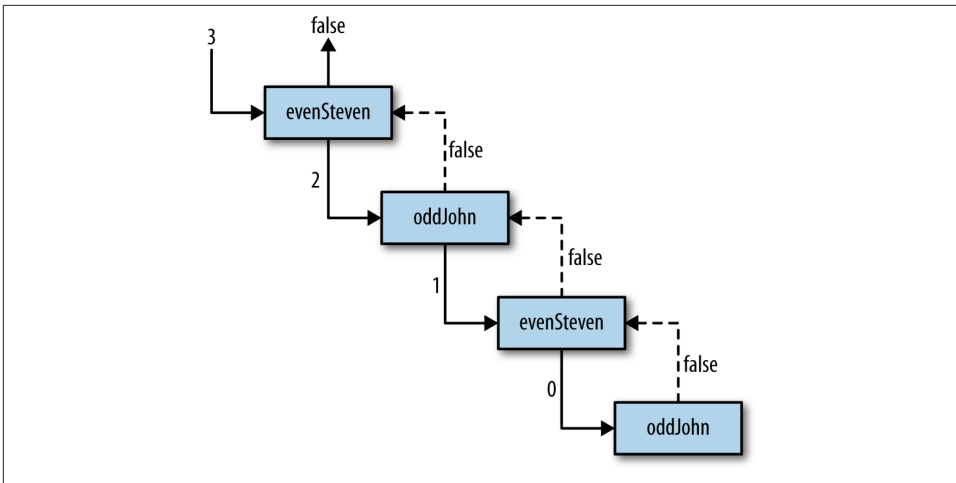 3
false
evenSteven
false
2
oddJohn
false
1
evenSteven
false
0
oddJohn